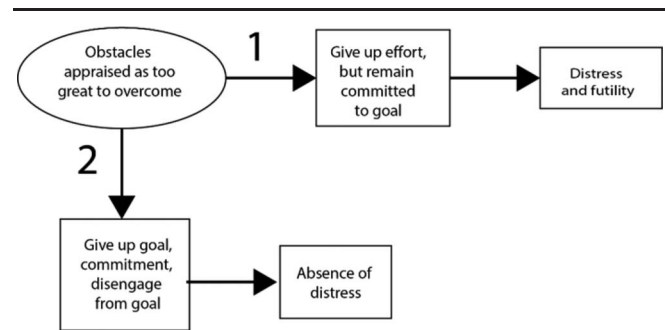 Obstacles
appraised as too
great to overcome
1
Give up effort,
but remain
committed
to goal
Distress
and futility
2
Give up goal,
commitment,
disengage
from goal
Absence of
distress